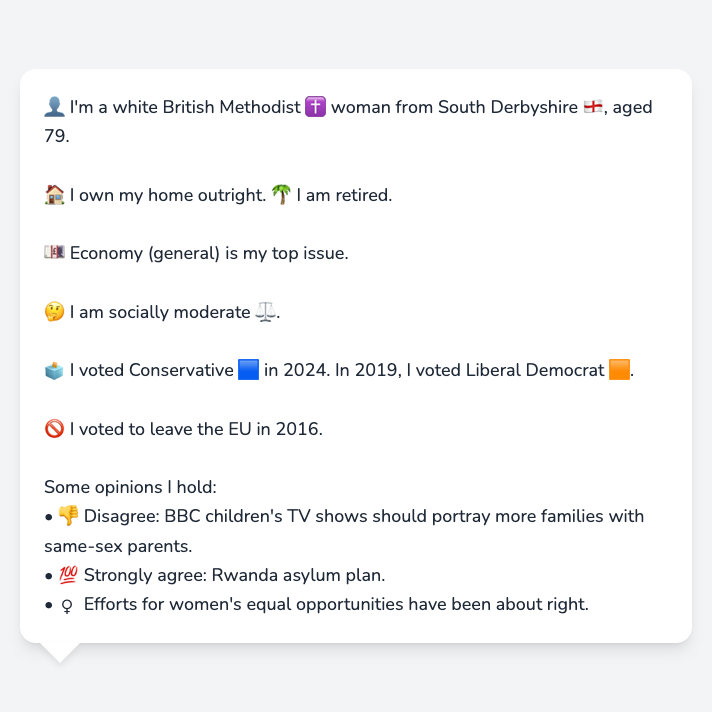 👤 I'm a white British Methodist ✝️ woman from South Derbyshire 🏴󠁧󠁢󠁥󠁮󠁧󠁿, aged
79.
🏠 I own my home outright. 🌴 I am retired.
💷 Economy (general) is my top issue.
🤔 I am socially moderate ⚖️.
🗳️ I voted Conservative 🟦 in 2024. In 2019, I voted Liberal Democrat 🟧.
🚫 I voted to leave the EU in 2016.
Some opinions I hold:
• 👎 Disagree: BBC children's TV shows should portray more families with
same-sex parents.
• 💯 Strongly agree: Rwanda asylum plan.
• ♀ Efforts for women's equal opportunities have been about right.